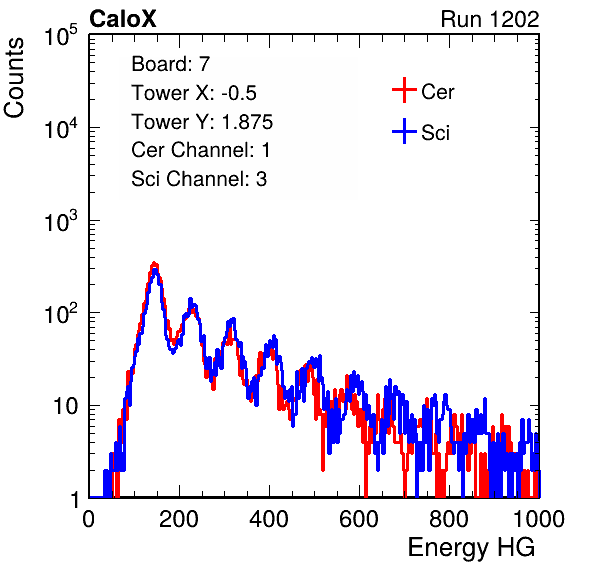 CaloX Run 1202
Counts
10^5
10^4
10^3
10^2
10
1
Board: 7
Tower X: -0.5
Tower Y: 1.875
Cer Channel: 1
Sci Channel: 3
Cer
Sci
0 200 400 600 800 1000
Energy HG